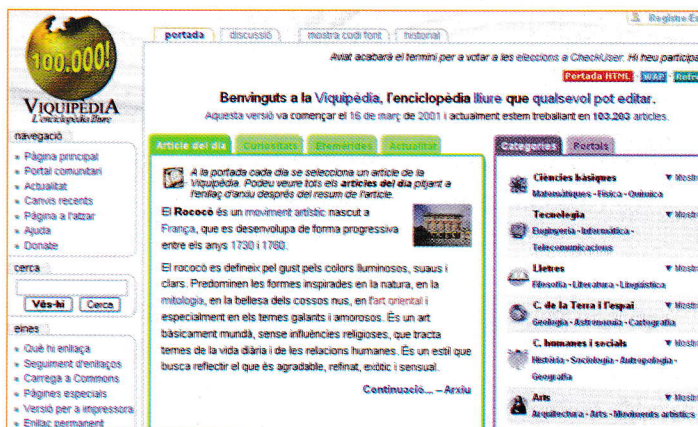 Registre Es
portada discussió mostra codi font historial
Aviat acabarà el termini per a votar a les eleccions a CheckUser. Hi heu participa
100.000!
Portada HTML - WAP - Refre
VIQUIPÈDIA
L'enciclopèdia lliure
Benvinguts a la Viquipèdia, l'enciclopèdia lliure que qualsevol pot editar.
Aquesta versió va començar el 16 de març de 2001 i actualment estem treballant en 103.203 articles.
navegació
Pàgina principal
Portal comunitari
Actualitat
Canvis recents
Pàgina a l'atzar
Ajuda
Donate
cerca
Vés-hi Cerca
eines
Què hi enllaça
Seguiment d'enllaços
Carrega a Commons
Pàgines especials
Versió per a impressora
Enllaç permanent
Article del dia Curiositats Efemèrides Actualitat
A la portada cada dia se selecciona un article de la
Viquipèdia. Podeu veure tots els articles del dia pitjant a
l'enllaç d'arxiu després del resum de l'article.
El Rococó és un moviment artístic nascut a
França, que es desenvolupa de forma progressiva
entre els anys 1730 i 1760.
El rococó es defineix pel gust pels colors lluminosos, suaus i
clars. Predominen les formes inspirades en la natura, en la
mitologia, en la bellesa dels cossos nus, en l'art oriental i
especialment en els temes galants i amorosos. És un art
bàsicament mundà, sense influències religioses, que tracta
temes de la vida diària i de les relacions humanes. És un estil que
busca reflectir el que és agradable, refinat, exòtic i sensual.
Continuació... – Arxiu
Categories Portals
Ciències bàsiques ▼ Mostr
Matemàtiques - Física - Química
Tecnologia ▼ Mostr
Enginyeria - Informàtica -
Telecomunicacions
Lletres ▼ Mostr
Filosofia - Literatura - Lingüística
C. de la Terra i l'espai ▼ Mostr
Geologia - Astronomia - Cartografia
C. humanes i socials ▼ Mostr
Història - Sociologia - Antropologia -
Geografia
Arts ▼ Mostr
Arquitectura - Arts - Moviments artístics